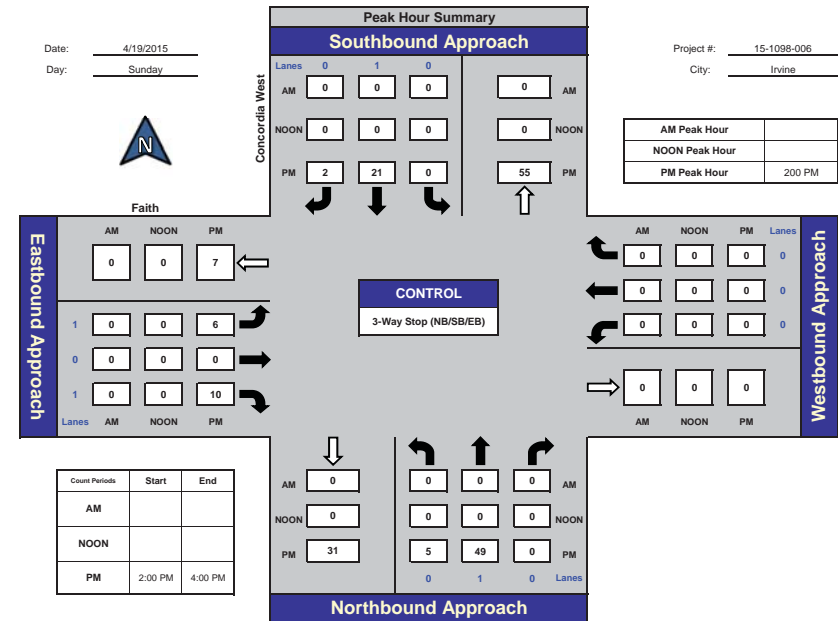 Peak Hour Summary
Southbound Approach
Date: 4/19/2015
Day: Sunday
Project #: 15-1098-006
City: Irvine
N
Concordia West
Lanes 0 1 0
AM 0 0 0 0 AM
NOON 0 0 0 0 NOON
PM 2 21 0 55 PM
AM Peak Hour
NOON Peak Hour
PM Peak Hour 200 PM
Faith
Eastbound Approach
AM NOON PM
0 0 7
1 0 0 6
0 0 0 0
1 0 0 10
Lanes AM NOON PM
CONTROL
3-Way Stop (NB/SB/EB)
AM NOON PM Lanes
0 0 0 0
0 0 0 0
0 0 0 0
0 0 0
AM NOON PM
Westbound Approach
Count Periods Start End
AM
NOON
PM 2:00 PM 4:00 PM
AM 0 0 0 0 AM
NOON 0 0 0 0 NOON
PM 31 5 49 0 PM
0 1 0 Lanes
Northbound Approach